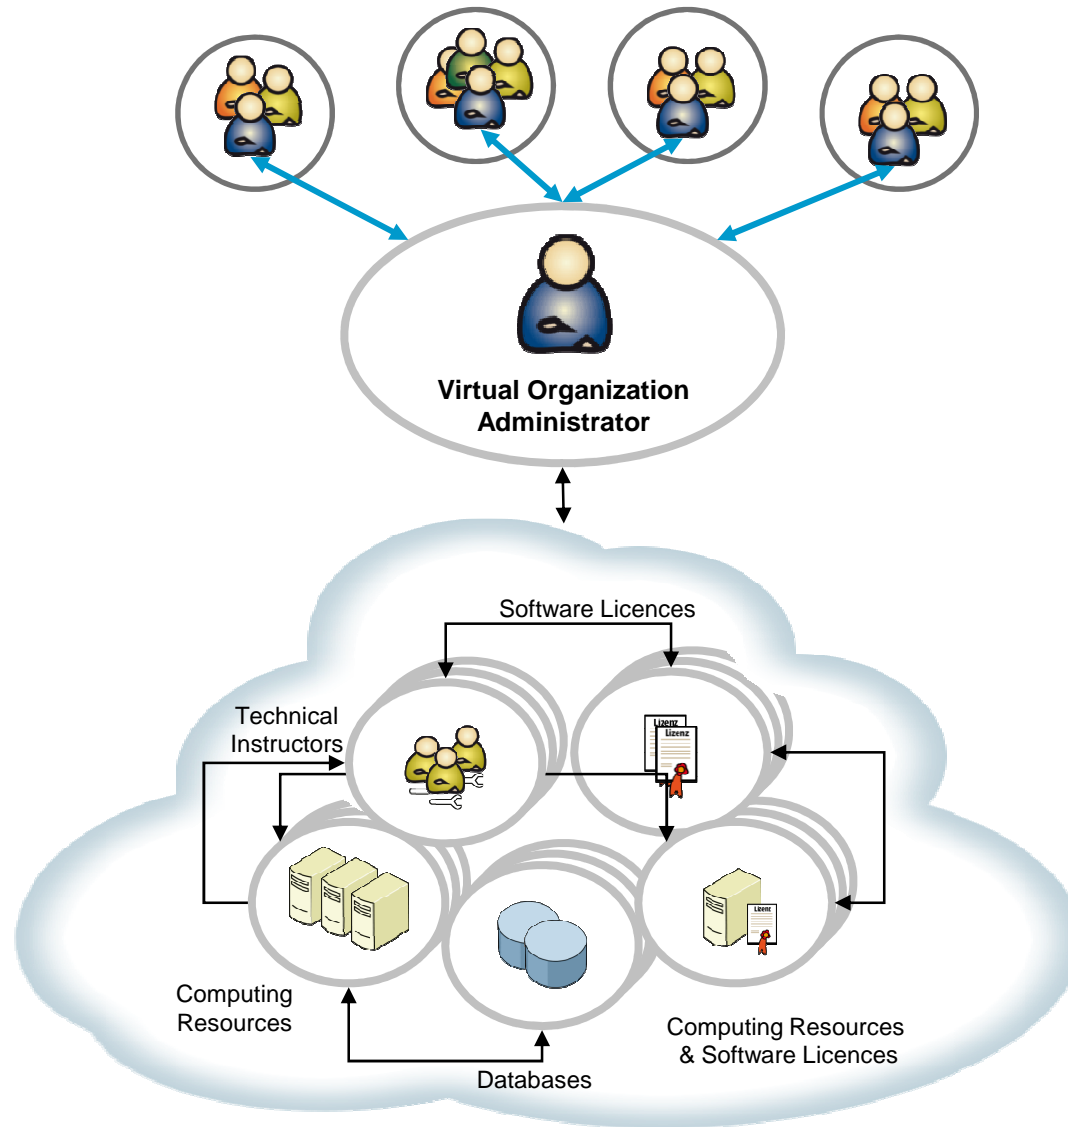 Virtual Organization
Administrator
Software Licences
Technical
Instructors
Lizenz
Lizenz
Lizenz
Computing
Resources
Computing Resources
& Software Licences
Databases